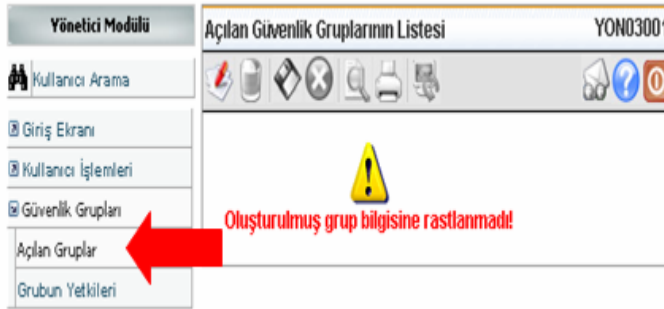 Yönetici Modülü
Açılan Güvenlik Gruplarının Listesi YON03001
Kullanıcı Arama
Giriş Ekranı
Kullanıcı İşlemleri
Güvenlik Grupları
Oluşturulmuş grup bilgisine rastlanmadı!
Açılan Gruplar
Grubun Yetkileri